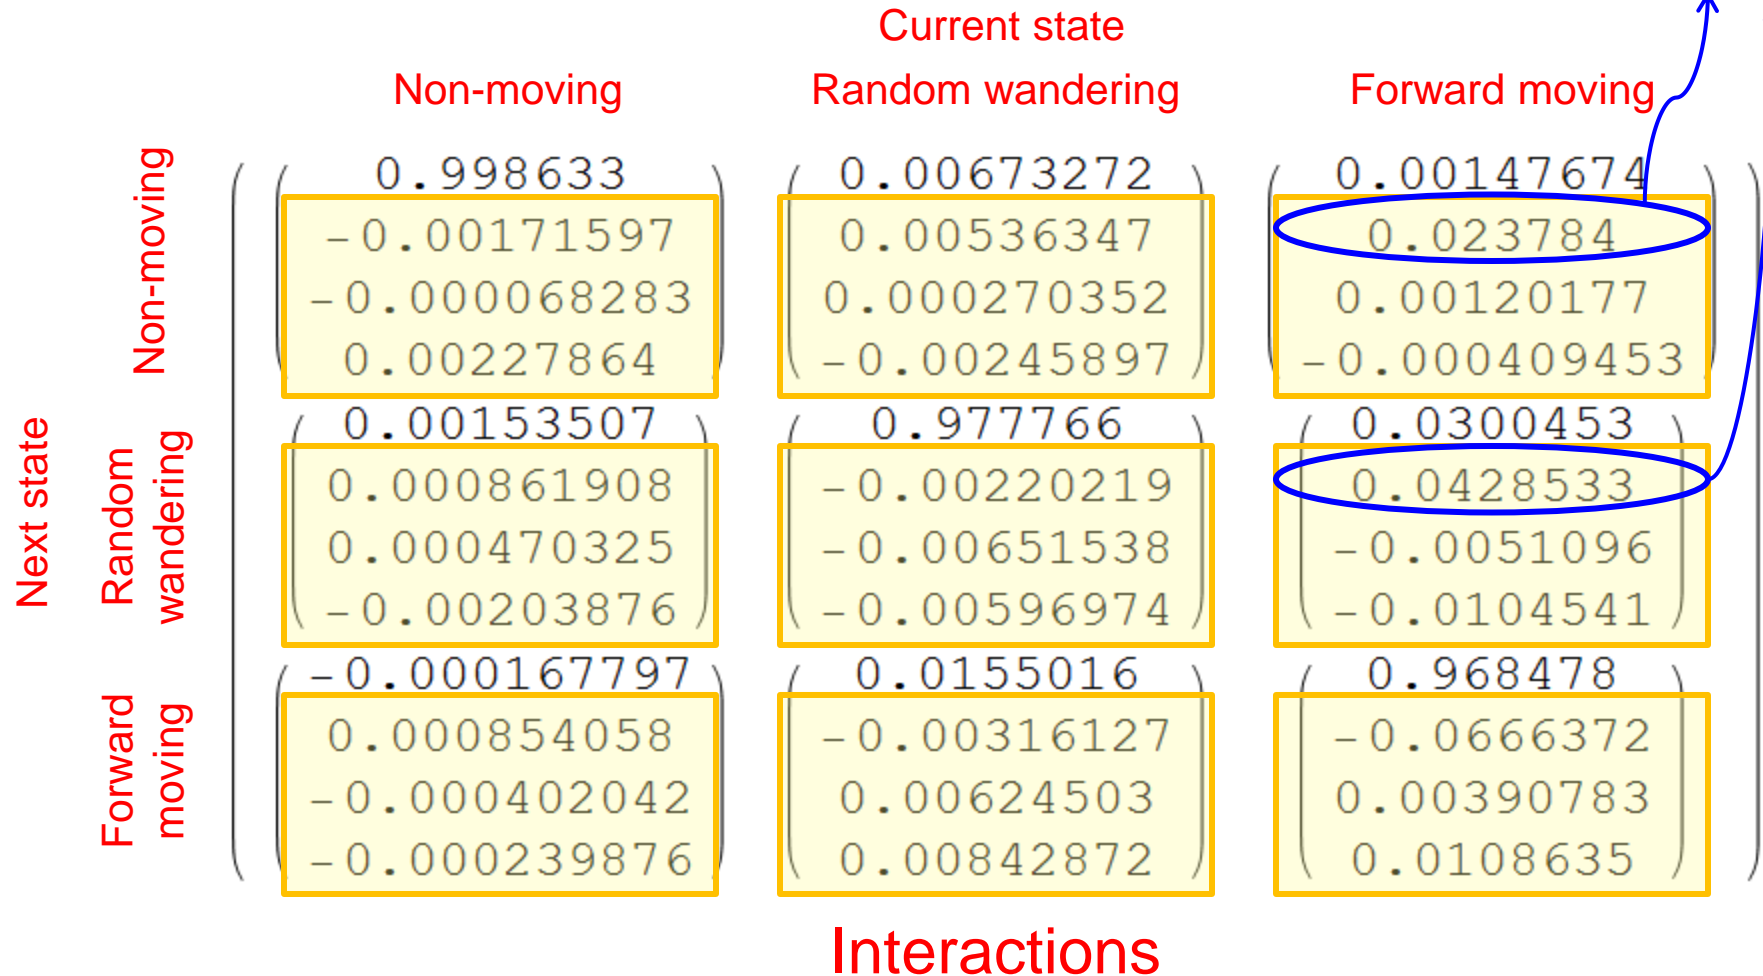 Current state
Non-moving Random wandering Forward moving
Next state
Non-moving
0.998633 0.00673272 0.00147674
-0.00171597 0.00536347 0.023784
-0.000068283 0.000270352 0.00120177
0.00227864 -0.00245897 -0.000409453
Random
wandering
0.00153507 0.977766 0.0300453
0.000861908 -0.00220219 0.0428533
0.000470325 -0.00651538 -0.0051096
-0.00203876 -0.00596974 -0.0104541
Forward
moving
-0.000167797 0.0155016 0.968478
0.000854058 -0.00316127 -0.0666372
-0.000402042 0.00624503 0.00390783
-0.000239876 0.00842872 0.0108635
Interactions